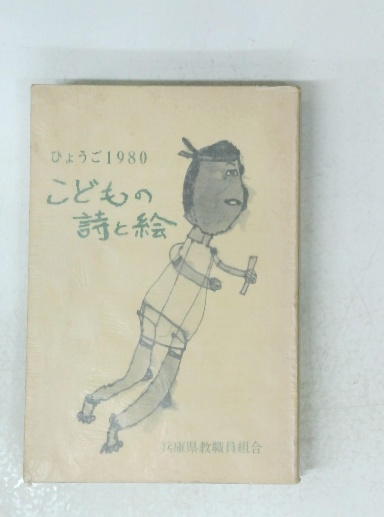 ひょうご1980
こどもの
詩と絵
兵庫県教職員組合